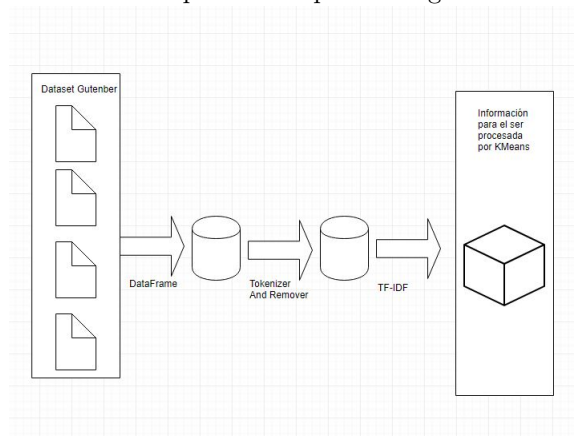 Dataset Gutenber
Información
para el ser
procesada
por KMeans
DataFrame
Tokenizer
And Remover
TF-IDF